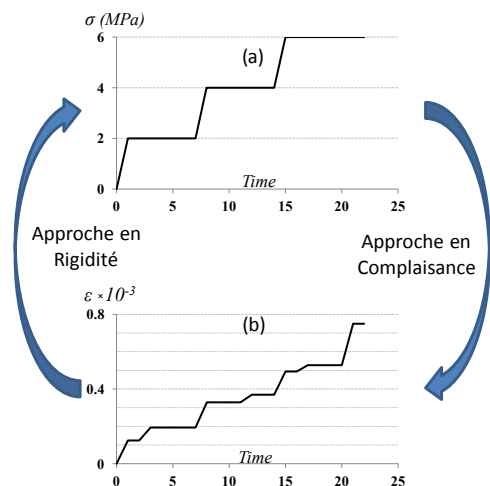 σ (MPa)
6
(a)
4
2
Time
0
0 5 10 15 20 25
Approche en
Rigidité
Approche en
Complaisance
ε ×10⁻³
0.8
(b)
0.4
Time
0
0 5 10 15 20 25